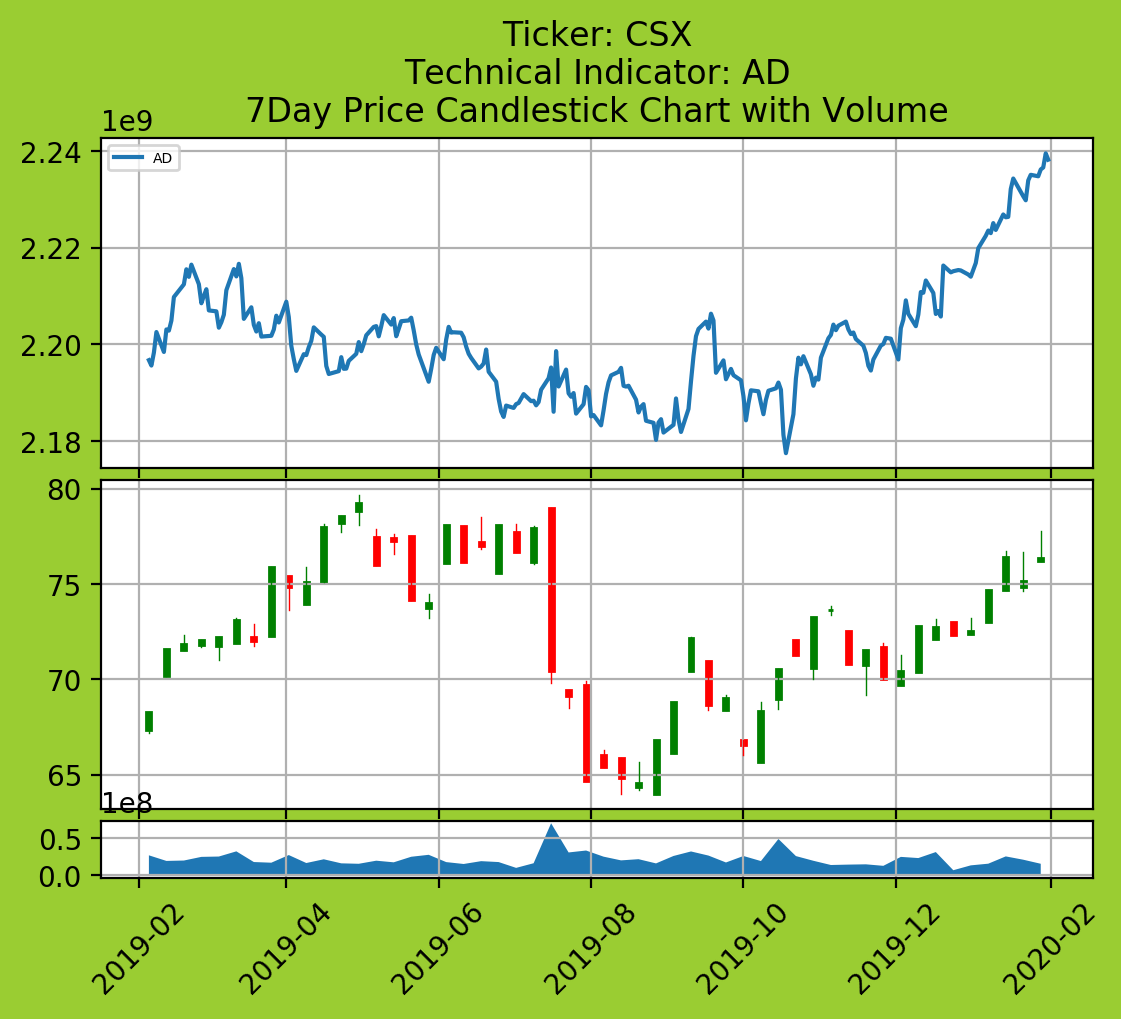 Ticker: CSX
Technical Indicator: AD
7Day Price Candlestick Chart with Volume
1e9
AD
2.24
2.22
2.20
2.18
80
75
70
65
1e8
0.5
0.0
2019-02
2019-04
2019-06
2019-08
2019-10
2019-12
2020-02